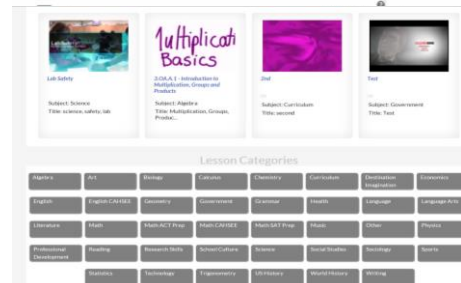 1ultiplicati
Basics
Lab Safety
Subject: Science
Title: science, safety, lab
3.OA.A.1 - Introduction to
Multiplication, Groups and
Products
Subject: Algebra
Title: Multiplication, Groups,
Produc...
2nd
...
Subject: Curriculum
Title: second
Test
...
Subject: Government
Title: Test
Lesson Categories
Algebra Art Biology Calculus Chemistry Curriculum Destination Imagination Economics
English English CAHSEE Geometry Government Grammar Health Language Language Arts
Literature Math Math ACT Prep Math CAHSEE Math SAT Prep Music Other Physics
Professional Development Reading Research Skills School Culture Science Social Studies Sociology Sports
Statistics Technology Trigonometry US History World History Writing